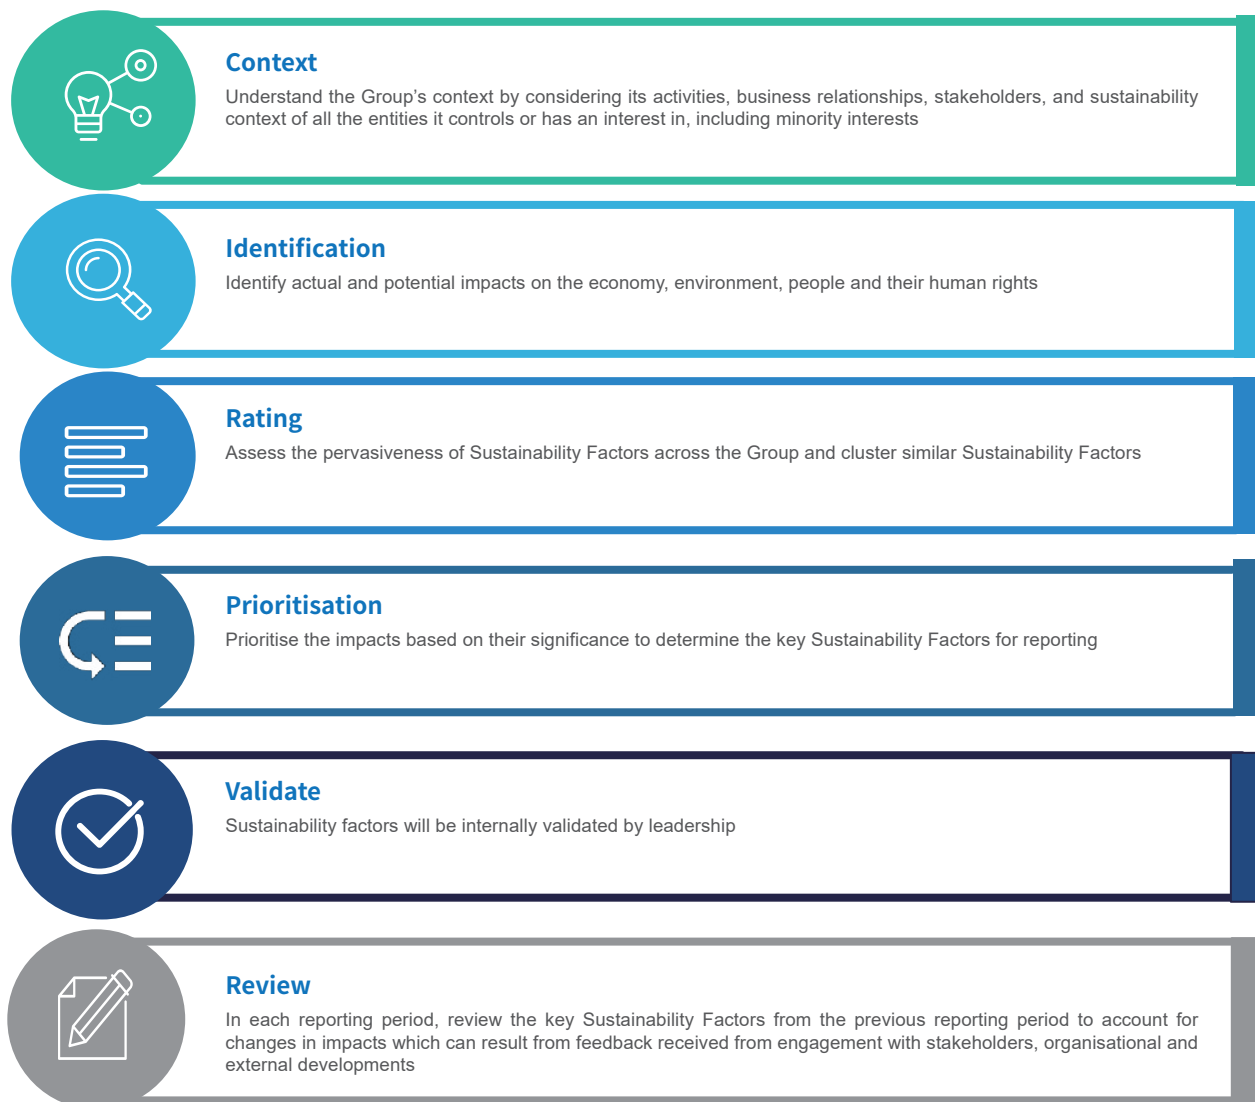 Context
Understand the Group’s context by considering its activities, business relationships, stakeholders, and sustainability
context of all the entities it controls or has an interest in, including minority interests
Identification
Identify actual and potential impacts on the economy, environment, people and their human rights
Rating
Assess the pervasiveness of Sustainability Factors across the Group and cluster similar Sustainability Factors
Prioritisation
Prioritise the impacts based on their significance to determine the key Sustainability Factors for reporting
Validate
Sustainability factors will be internally validated by leadership
Review
In each reporting period, review the key Sustainability Factors from the previous reporting period to account for
changes in impacts which can result from feedback received from engagement with stakeholders, organisational and
external developments